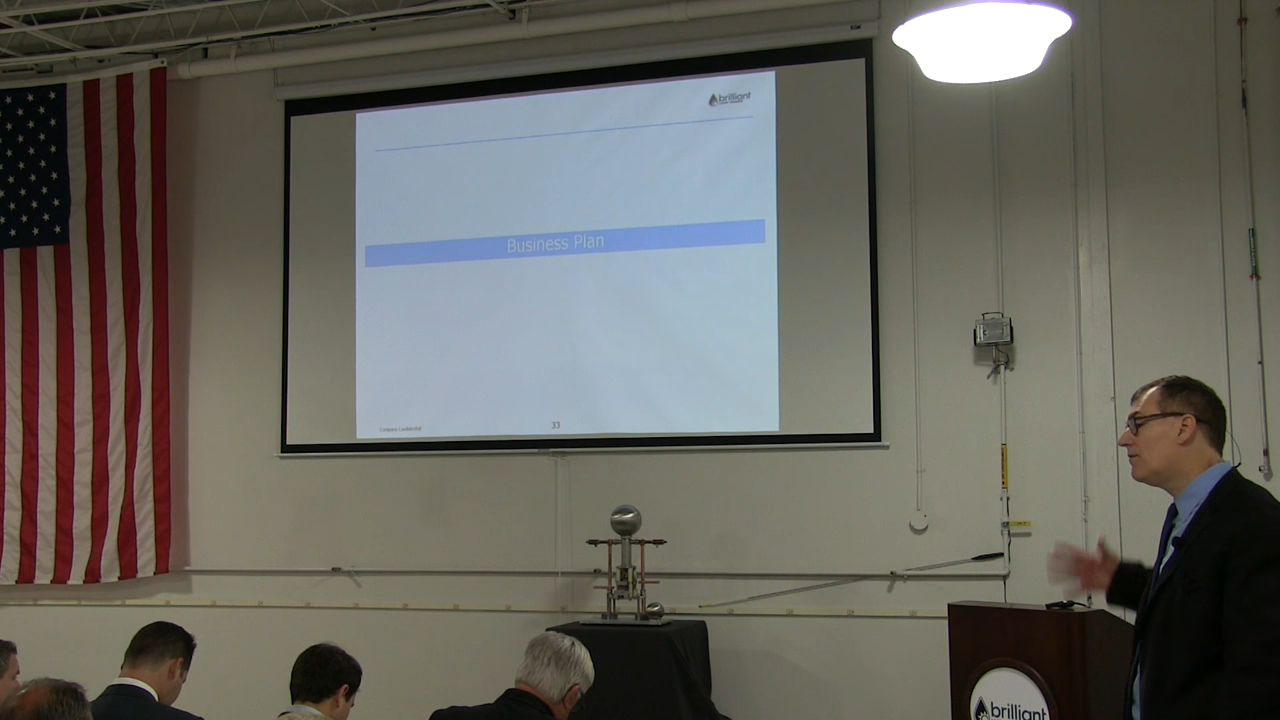 brilliant
Business Plan
Company Confidential
33
brilliant